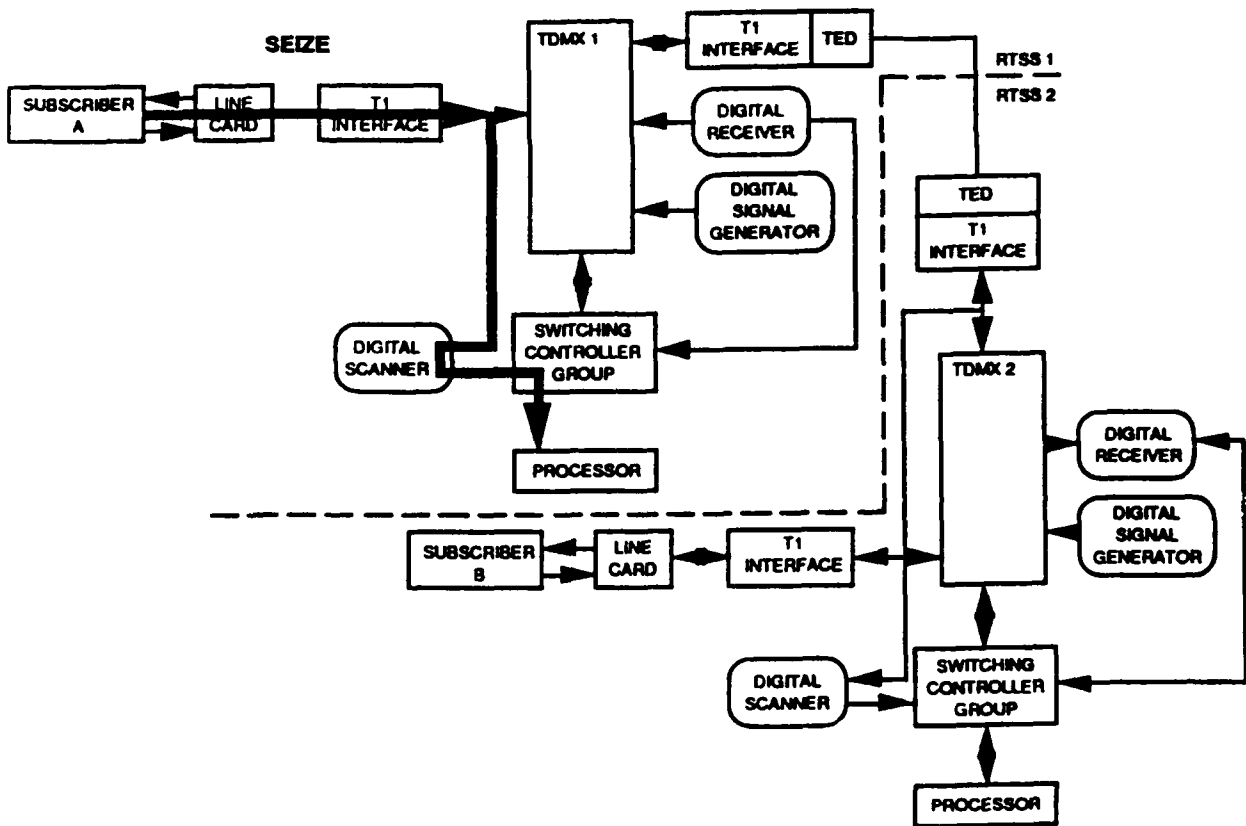 SEIZE
TDMX 1
T1
INTERFACE
TED
RTSS 1
RTSS 2
SUBSCRIBER
A
LINE
CARD
T1
INTERFACE
DIGITAL
RECEIVER
DIGITAL
SIGNAL
GENERATOR
TED
T1
INTERFACE
DIGITAL
SCANNER
SWITCHING
CONTROLLER
GROUP
PROCESSOR
TDMX 2
DIGITAL
RECEIVER
DIGITAL
SIGNAL
GENERATOR
SUBSCRIBER
B
LINE
CARD
T1
INTERFACE
DIGITAL
SCANNER
SWITCHING
CONTROLLER
GROUP
PROCESSOR